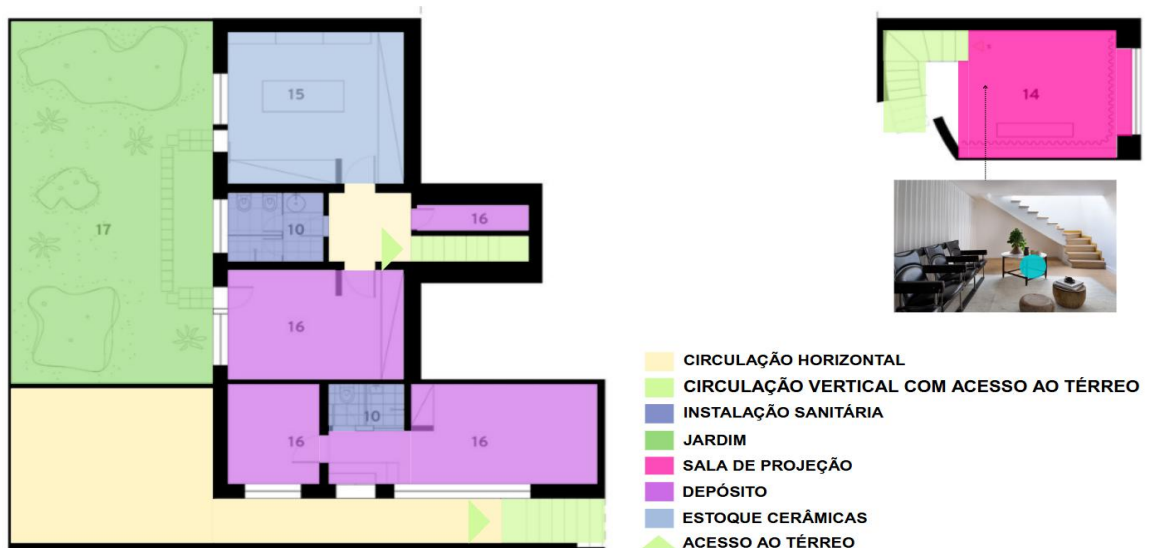 15
14
16
10
17
16
16
10
16
CIRCULAÇÃO HORIZONTAL
CIRCULAÇÃO VERTICAL COM ACESSO AO TÉRREO
INSTALAÇÃO SANITÁRIA
JARDIM
SALA DE PROJEÇÃO
DEPÓSITO
ESTOQUE CERÂMICAS
ACESSO AO TÉRREO